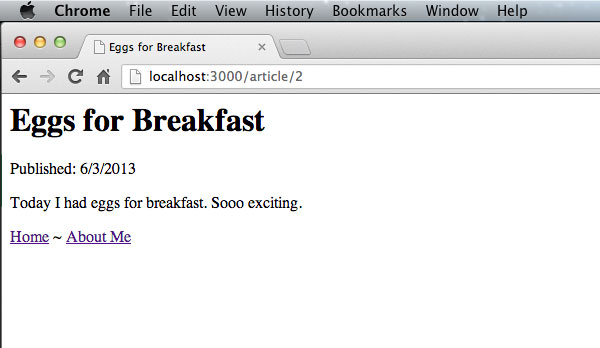 Chrome File Edit View History Bookmarks Window Help
Eggs for Breakfast
localhost:3000/article/2
Eggs for Breakfast
Published: 6/3/2013
Today I had eggs for breakfast. Sooo exciting.
Home ~ About Me